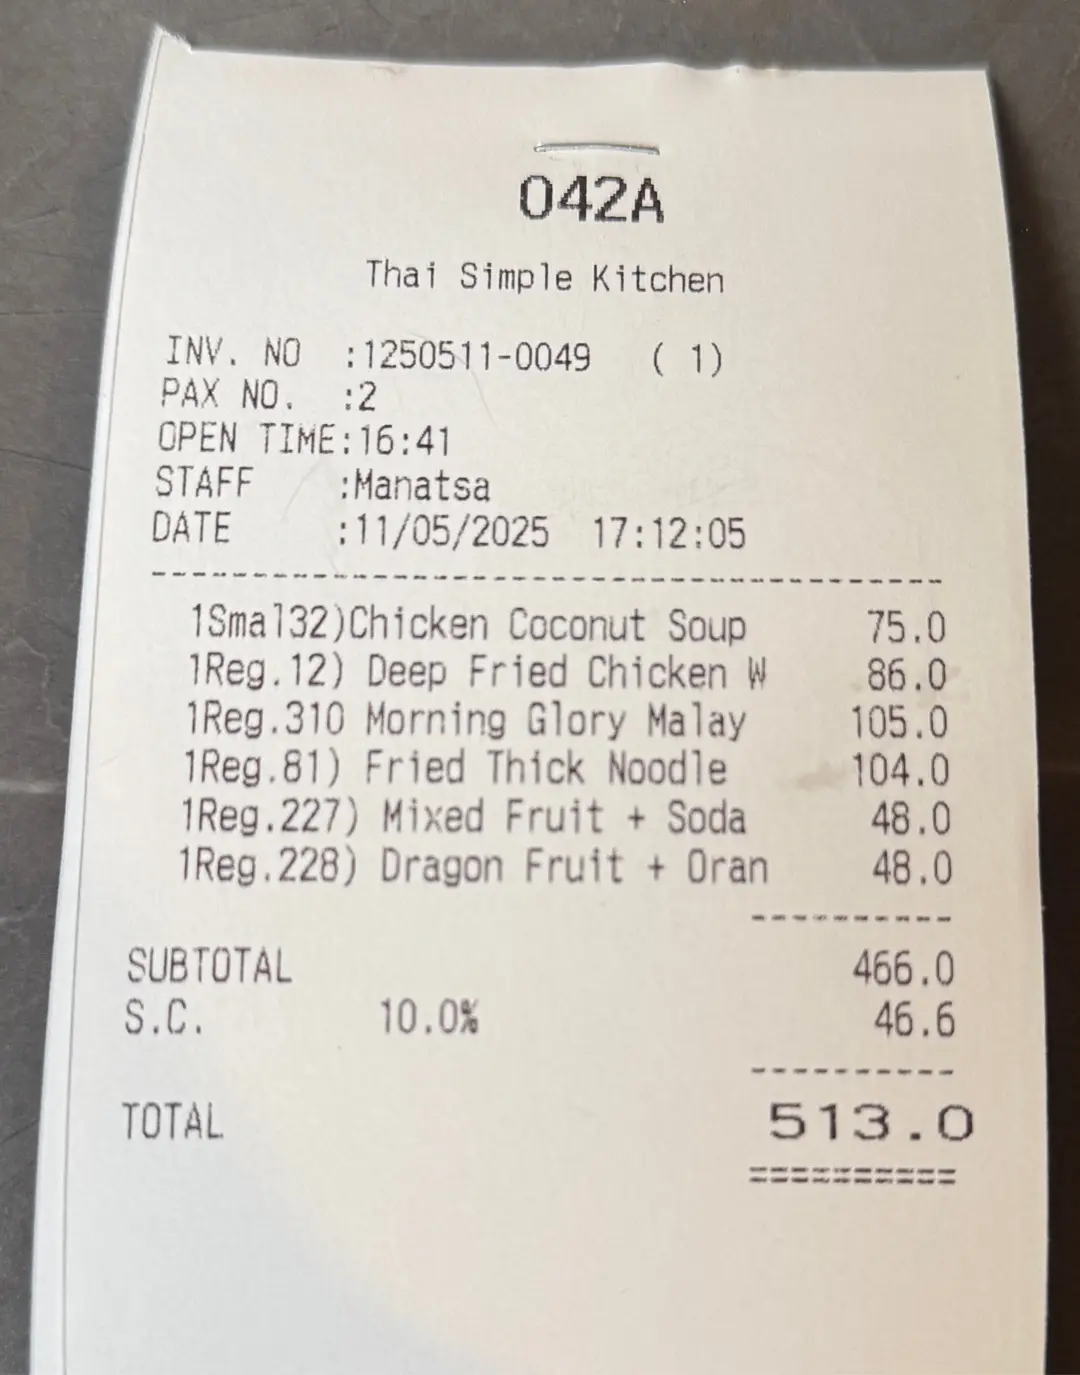 042A
Thai Simple Kitchen
INV. NO :1250511-0049 ( 1)
PAX NO. :2
OPEN TIME:16:41
STAFF :Manatsa
DATE :11/05/2025 17:12:05
1Smal32)Chicken Coconut Soup 75.0
1Reg.12) Deep Fried Chicken W 86.0
1Reg.310 Morning Glory Malay 105.0
1Reg.81) Fried Thick Noodle 104.0
1Reg.227) Mixed Fruit + Soda 48.0
1Reg.228) Dragon Fruit + Oran 48.0
SUBTOTAL 466.0
S.C. 10.0% 46.6
TOTAL 513.0